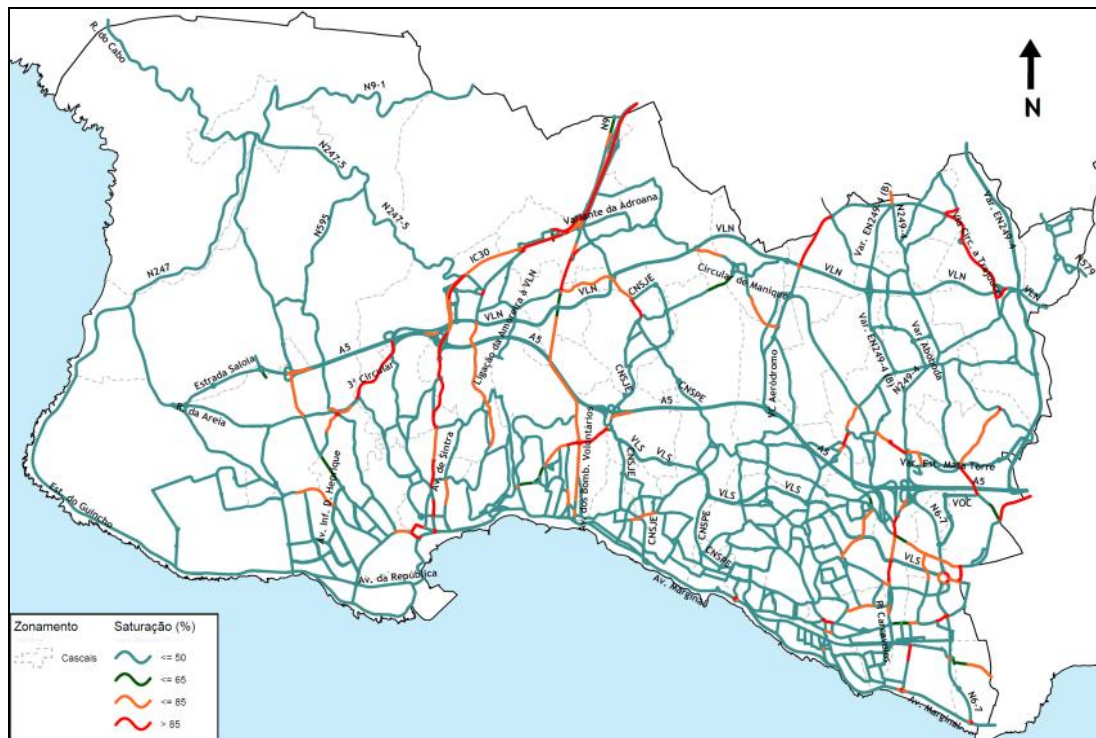 R. do Cabo
N9-1
N9
N
N247-5
N595
N247-5
Variante da Adroana
IC30
N247
VLN
Var. EN249-4 (B)
N249-4
Via Circ. a Trajouce
Var. EN249-4
N579
VLN
VLN
VLN
Circular de Manique
CNSJE
VLN
VLN
Ligação da Amoreira à VLN
A5
A5
Estrada Saloia
3ª Circular
R. da Areia
CNSJE
CNSPE
A5
VC Aeródromo
Var. EN249-4 (B)
Var. Abóboda
N249-4
Av. de Sintra
Av. dos Bomb. Voluntários
VLS
VLS
A5
Var. Est. Mata Torre
A5
Est. do Guincho
Av. Inf. D. Henrique
CNSJE
VLS
VLS
N6-7
VOC
CNSPE
CNSJE
CNSPE
VLS
Av. da República
Av. Marginal
Av. Marginal
N6-7
Zonamento
Saturação (%)
Cascais
<= 50
<= 65
<= 85
> 85